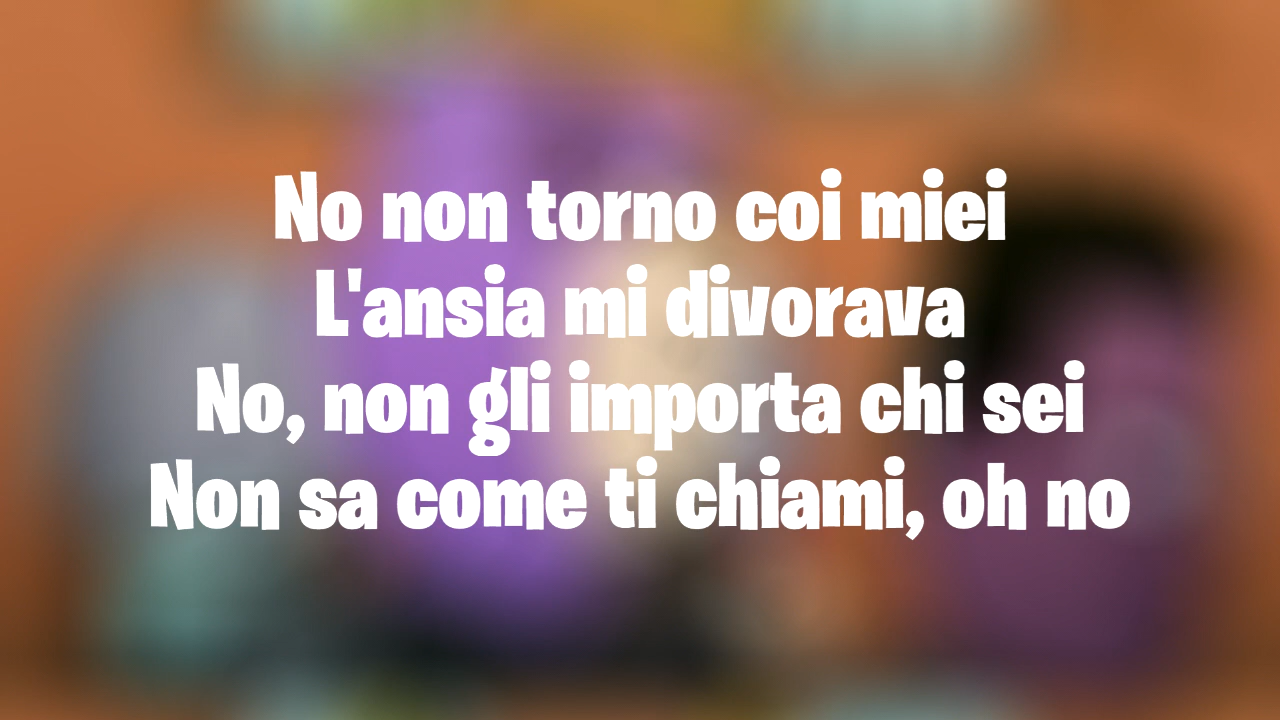 No non torno coi miei
L'ansia mi divorava
No, non gli importa chi sei
Non sa come ti chiami, oh no